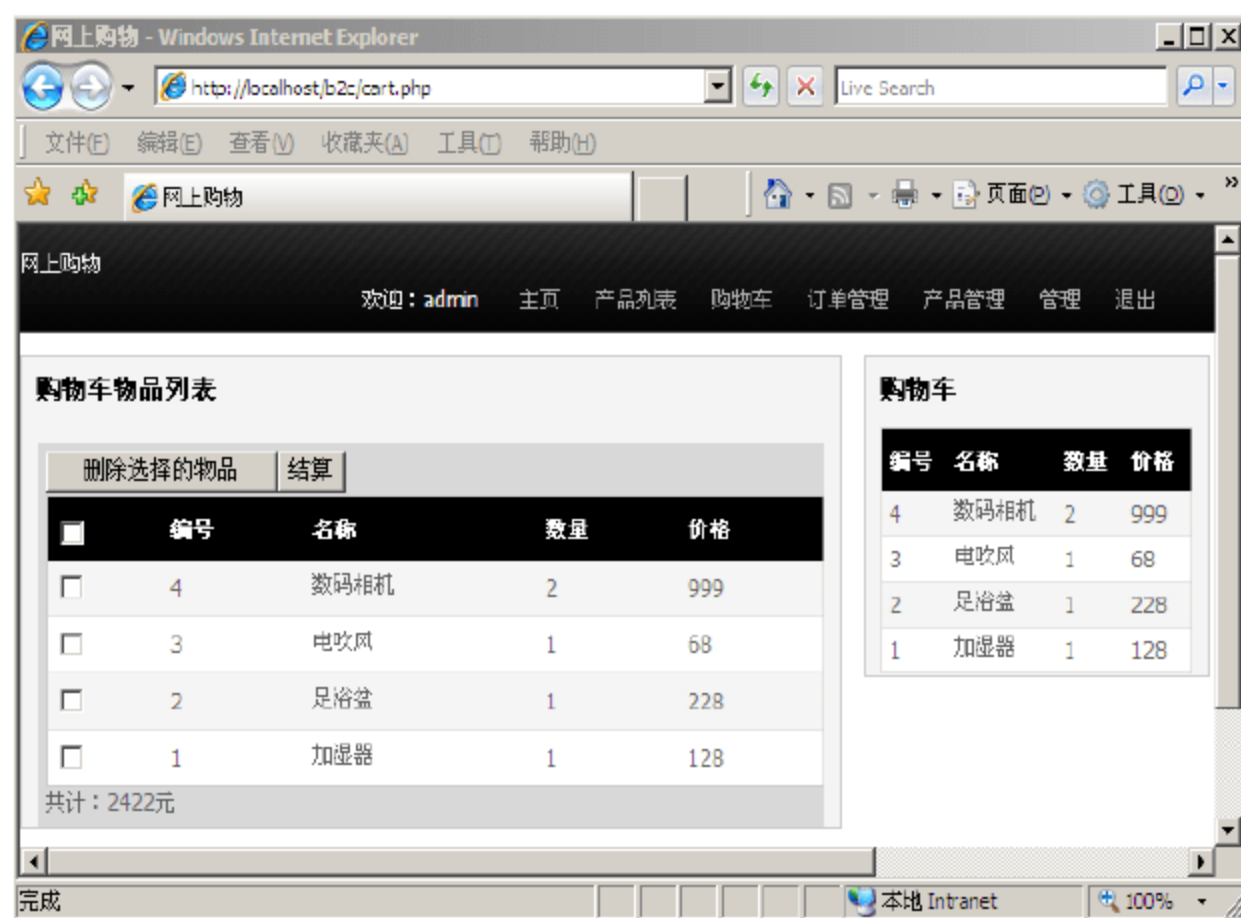 网上购物 - Windows Internet Explorer
http://localhost/b2c/cart.php Live Search
文件(F) 编辑(E) 查看(V) 收藏夹(A) 工具(T) 帮助(H)
网上购物 页面(P) 工具(O) »
网上购物
欢迎：admin 主页 产品列表 购物车 订单管理 产品管理 管理 退出
购物车物品列表
删除选择的物品 结算
编号 名称 数量 价格
4 数码相机 2 999
3 电吹风 1 68
2 足浴盆 1 228
1 加湿器 1 128
共计：2422元
购物车
编号 名称 数量 价格
4 数码相机 2 999
3 电吹风 1 68
2 足浴盆 1 228
1 加湿器 1 128
完成 本地 Intranet 100%